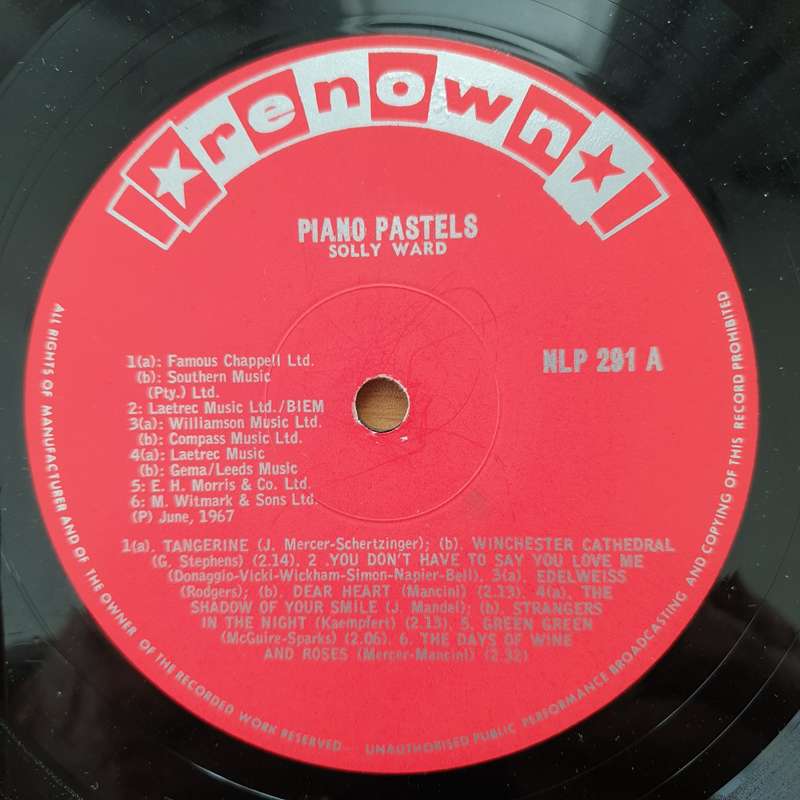 renown
PIANO PASTELS
SOLLY WARD
NLP 291 A
1(a): Famous Chappell Ltd.
(b): Southern Music
(Pty.) Ltd.
2: Laetrec Music Ltd./BIEM
3(a): Williamson Music Ltd.
(b): Compass Music Ltd.
4(a): Laetrec Music
(b): Gema/Leeds Music
5: E. H. Morris & Co. Ltd.
6: M. Witmark & Sons Ltd.
(P) June, 1967
1(a). TANGERINE (J. Mercer-Schertzinger); (b). WINCHESTER CATHEDRAL
(G. Stephens) (2.14). 2 .YOU DON'T HAVE TO SAY YOU LOVE ME
(Donaggio-Vicki-Wickham-Simon-Napier-Bell). 3(a). EDELWEISS
(Rodgers); (b). DEAR HEART (Mancini) (2.13). 4(a). THE
SHADOW OF YOUR SMILE (J. Mandel); (b). STRANGERS
IN THE NIGHT (Kaempfert) (2.13). 5. GREEN GREEN
(McGuire-Sparks) (2.06). 6. THE DAYS OF WINE
AND ROSES (Mercer-Mancini) (2.32)
ALL RIGHTS OF MANUFACTURER AND OF THE OWNER OF THE RECORDED WORK RESERVED UNAUTHORISED PUBLIC PERFORMANCE BROADCASTING AND COPYING OF THIS RECORD PROHIBITED